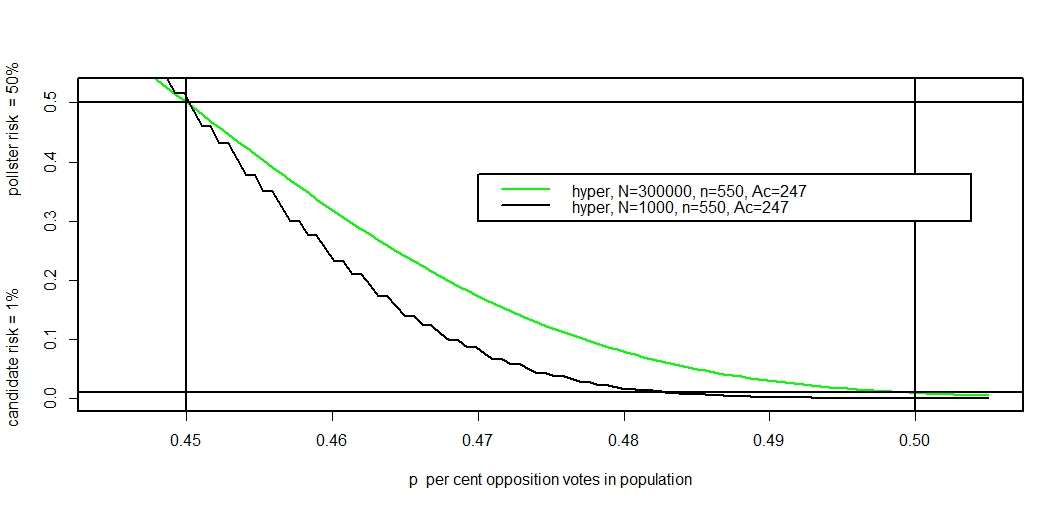 pollster risk  = 50%
candidate risk = 1%
0.5
0.4
0.3
0.2
0.1
0.0
hyper, N=300000, n=550, Ac=247
hyper, N=1000, n=550, Ac=247
0.45 0.46 0.47 0.48 0.49 0.50
p  per cent opposition votes in population